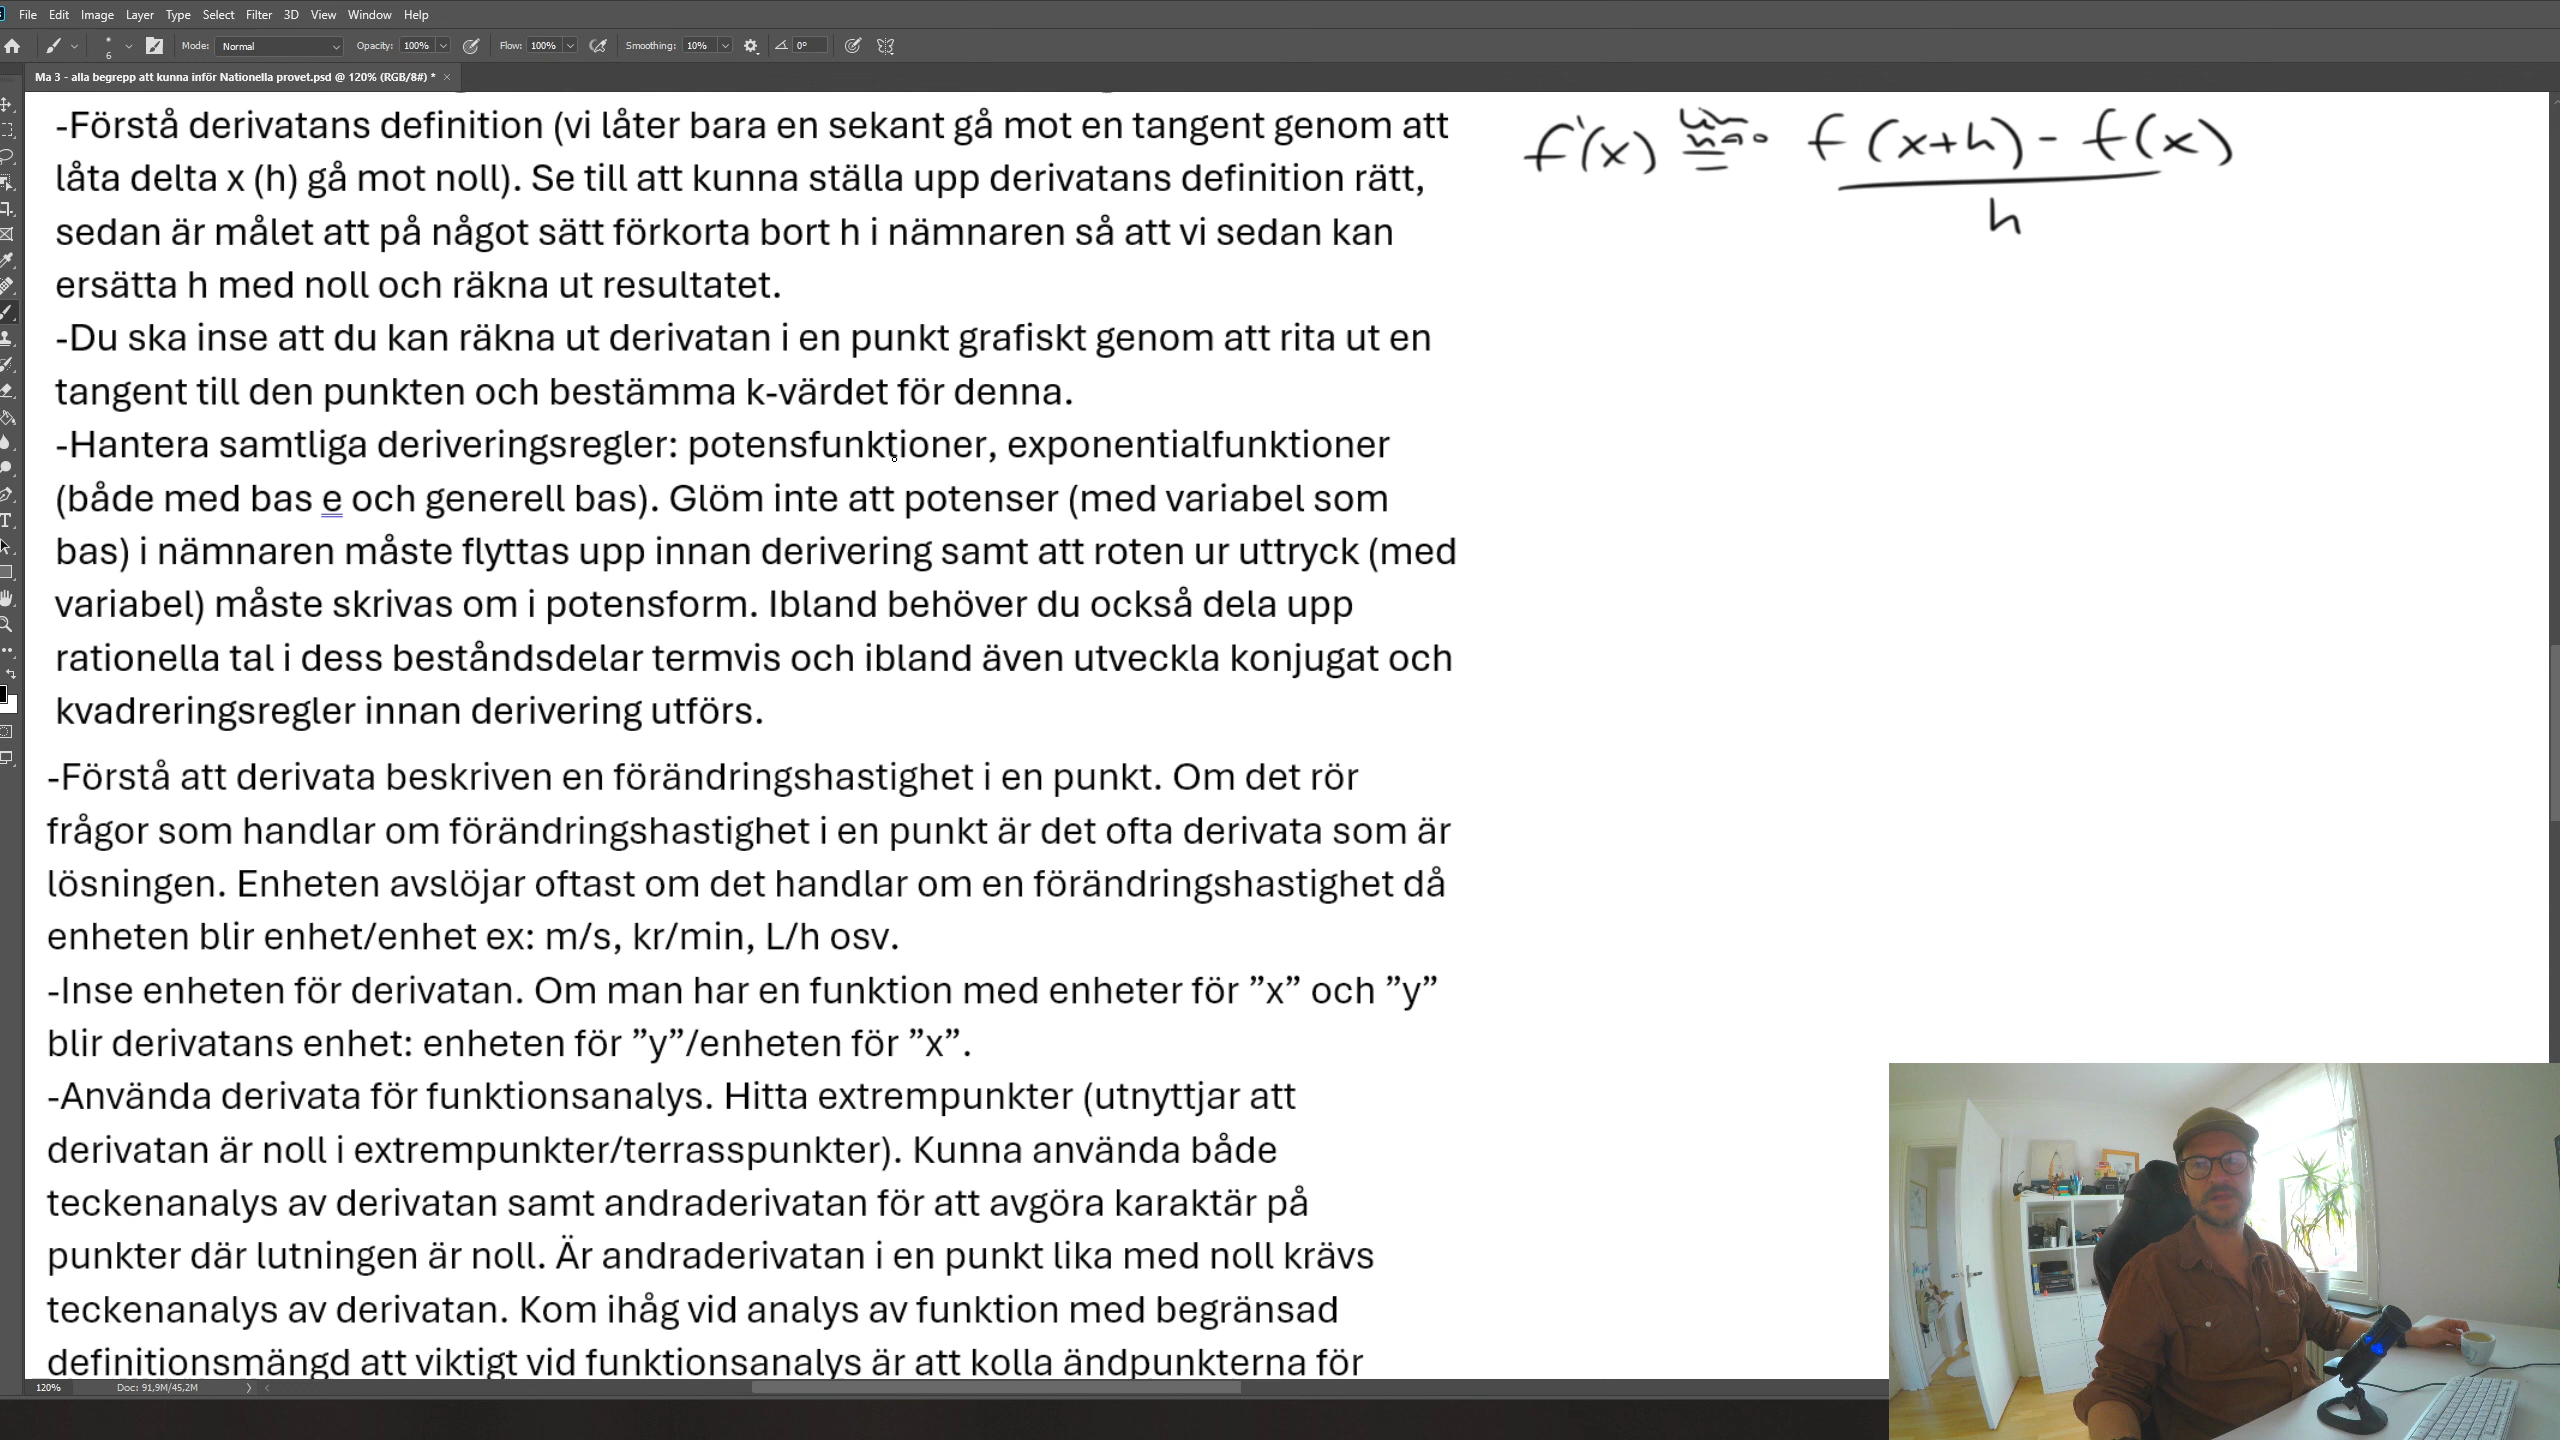 File Edit Image Layer Type Select Filter 3D View Window Help
6 Mode: Normal Opacity: 100% Flow: 100% Smoothing: 10% 0°
Ma 3 - alla begrepp att kunna inför Nationella provet.psd @ 120% (RGB/8#) * ×
-Förstå derivatans definition (vi låter bara en sekant gå mot en tangent genom att
låta delta x (h) gå mot noll). Se till att kunna ställa upp derivatans definition rätt,
sedan är målet att på något sätt förkorta bort h i nämnaren så att vi sedan kan
ersätta h med noll och räkna ut resultatet.
-Du ska inse att du kan räkna ut derivatan i en punkt grafiskt genom att rita ut en
tangent till den punkten och bestämma k-värdet för denna.
-Hantera samtliga deriveringsregler: potensfunktioner, exponentialfunktioner
(både med bas e och generell bas). Glöm inte att potenser (med variabel som
bas) i nämnaren måste flyttas upp innan derivering samt att roten ur uttryck (med
variabel) måste skrivas om i potensform. Ibland behöver du också dela upp
rationella tal i dess beståndsdelar termvis och ibland även utveckla konjugat och
kvadreringsregler innan derivering utförs.
-Förstå att derivata beskriven en förändringshastighet i en punkt. Om det rör
frågor som handlar om förändringshastighet i en punkt är det ofta derivata som är
lösningen. Enheten avslöjar oftast om det handlar om en förändringshastighet då
enheten blir enhet/enhet ex: m/s, kr/min, L/h osv.
-Inse enheten för derivatan. Om man har en funktion med enheter för ”x” och ”y”
blir derivatans enhet: enheten för ”y”/enheten för ”x”.
-Använda derivata för funktionsanalys. Hitta extrempunkter (utnyttjar att
derivatan är noll i extrempunkter/terrasspunkter). Kunna använda både
teckenanalys av derivatan samt andraderivatan för att avgöra karaktär på
punkter där lutningen är noll. Är andraderivatan i en punkt lika med noll krävs
teckenanalys av derivatan. Kom ihåg vid analys av funktion med begränsad
definitionsmängd att viktigt vid funktionsanalys är att kolla ändpunkterna för
lim
f'(x) h→0 f(x+h) - f(x)
=
h
120% Doc: 91,9M/45,2M